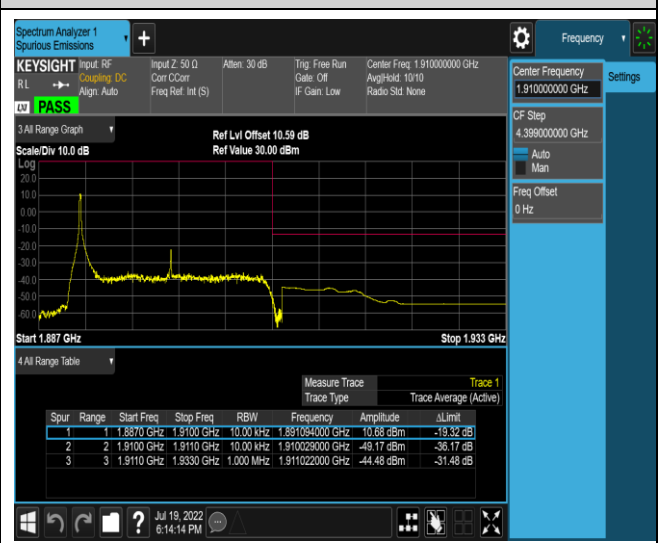 Spectrum Analyzer 1
Spurious Emissions
Frequency
KEYSIGHT Input: RF Input Z: 50 Ω Atten: 30 dB Trig: Free Run Center Freq: 1.910000000 GHz
RL Coupling: DC Corr CCorr Gate: Off Avg|Hold: 10/10
Align: Auto Freq Ref: Int (S) IF Gain: Low Radio Std: None
LXI PASS
Center Frequency
1.910000000 GHz
Settings
CF Step
4.399000000 GHz
Auto
Man
Freq Offset
0 Hz
3 All Range Graph
Ref Lvl Offset 10.59 dB
Scale/Div 10.0 dB Ref Value 30.00 dBm
Log
20.0
10.0
0.00
-10.0
-20.0
-30.0
-40.0
-50.0
-60.0
Start 1.887 GHz Stop 1.933 GHz
4 All Range Table
Measure Trace Trace 1
Trace Type Trace Average (Active)
Spur Range Start Freq Stop Freq RBW Frequency Amplitude ΔLimit
1 1 1.8870 GHz 1.9100 GHz 10.00 kHz 1.891094000 GHz 10.68 dBm -19.32 dB
2 2 1.9100 GHz 1.9110 GHz 10.00 kHz 1.910029000 GHz -49.17 dBm -36.17 dB
3 3 1.9110 GHz 1.9330 GHz 1.000 MHz 1.911022000 GHz -44.48 dBm -31.48 dB
Jul 19, 2022
6:14:14 PM